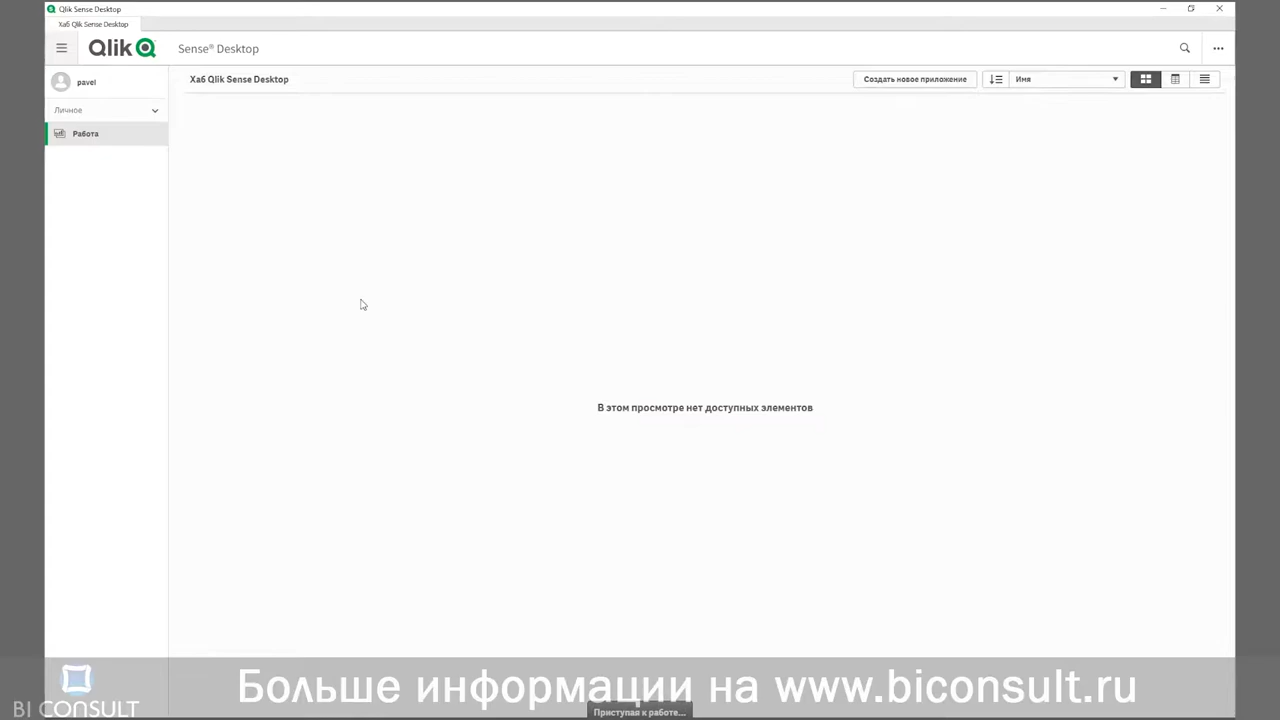 Qlik Sense Desktop
Хаб Qlik Sense Desktop
Qlik
Sense® Desktop
pavel
Хаб Qlik Sense Desktop
Создать новое приложение
Имя
Личное
Работа
В этом просмотре нет доступных элементов
Больше информации на www.biconsult.ru
BI CONSULT
Приступая к работе...